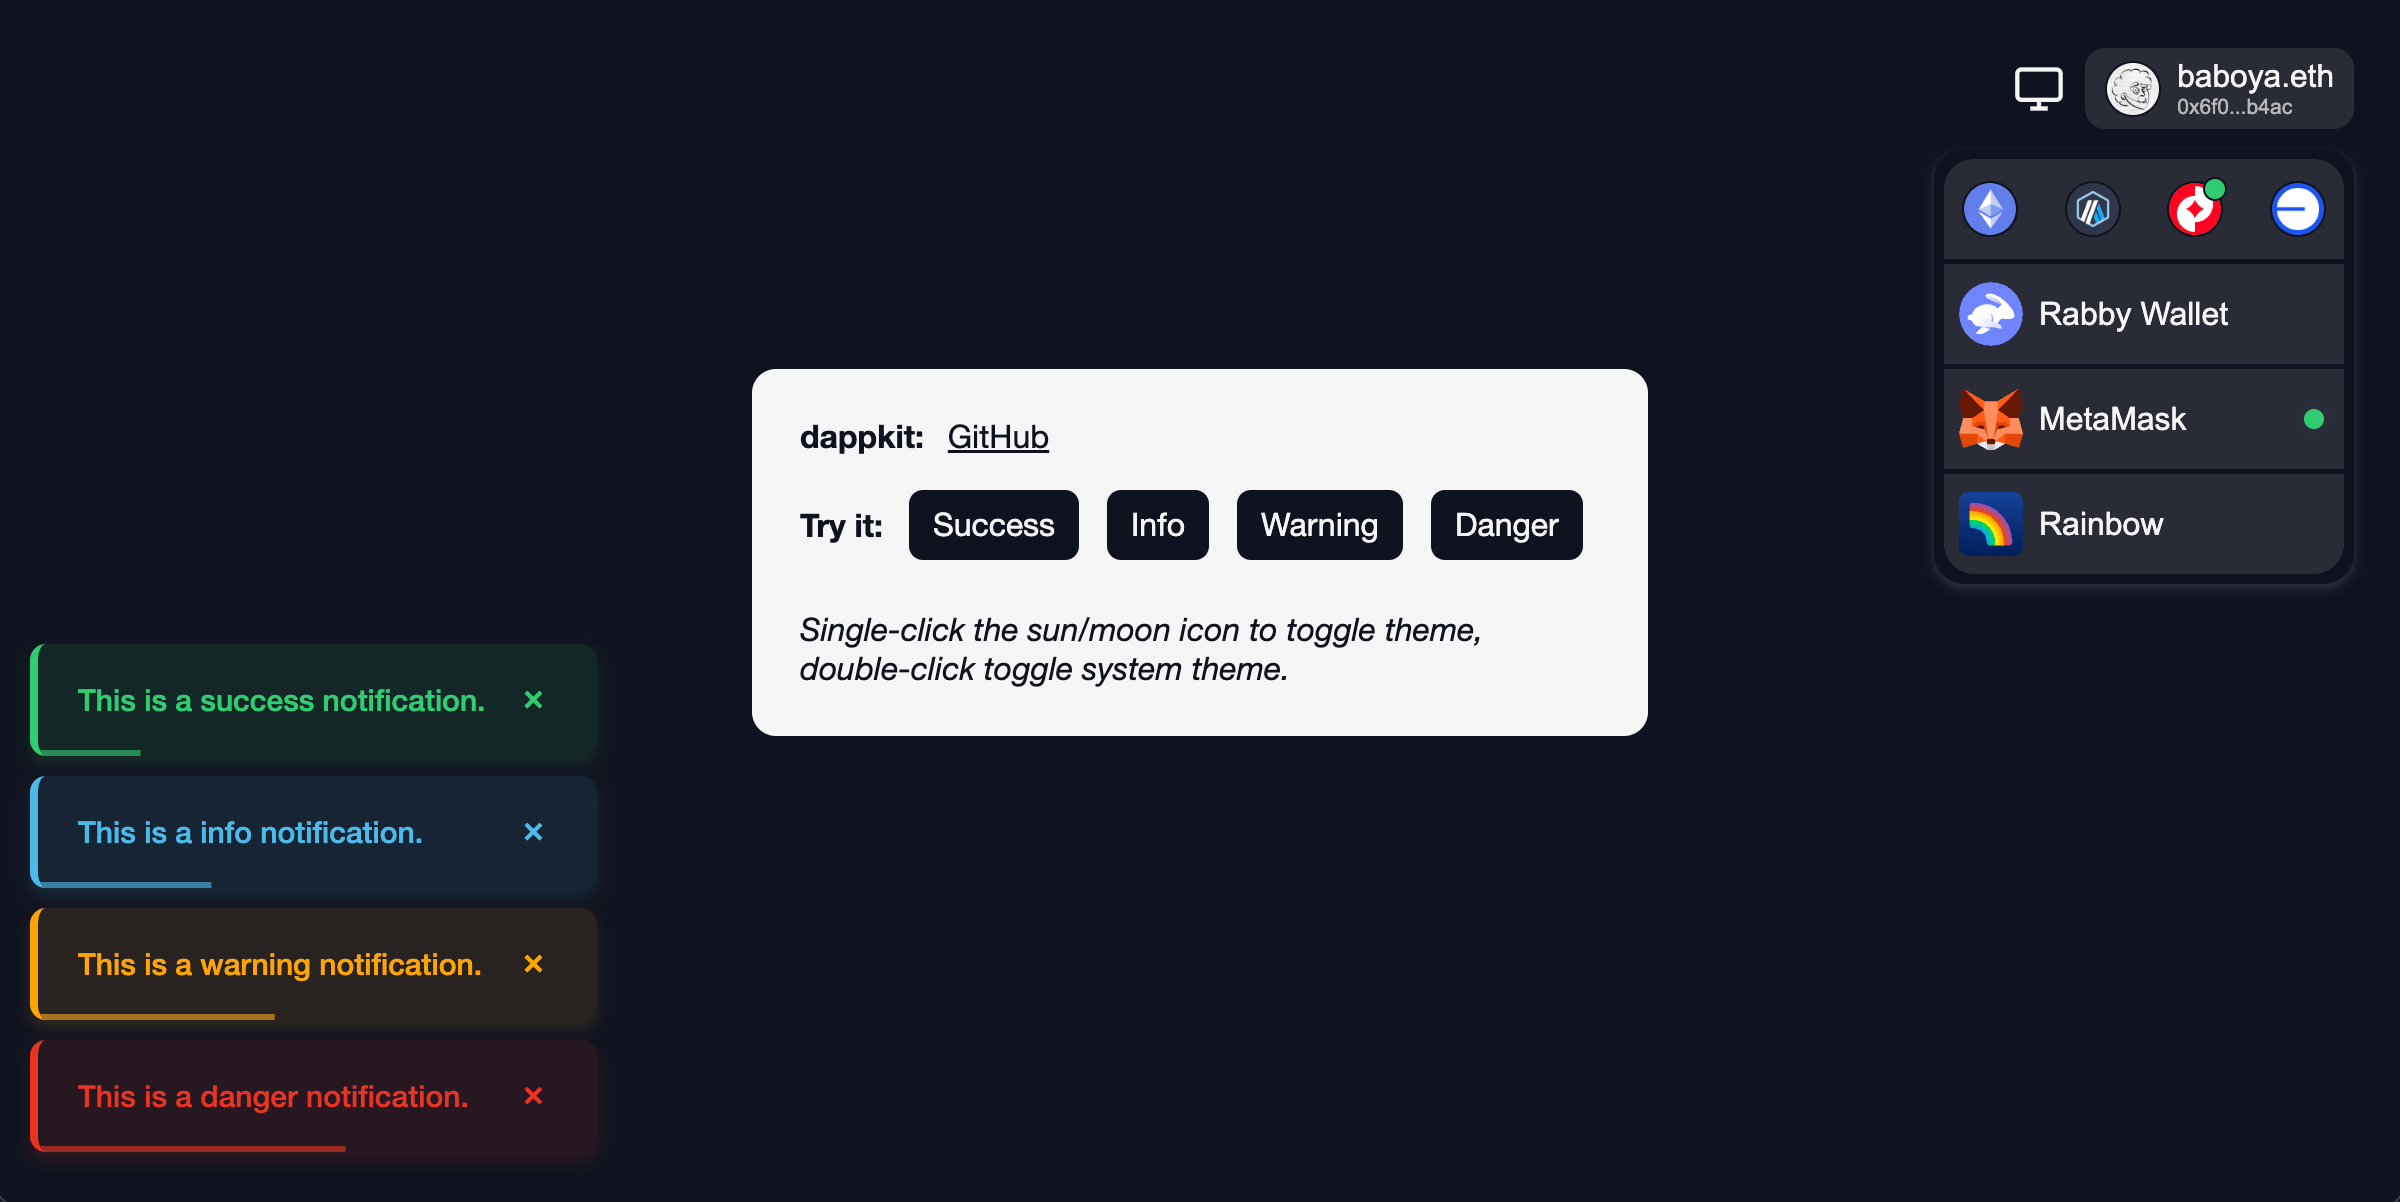 baboya.eth
0x6f0...b4ac
Rabby Wallet
MetaMask
Rainbow
dappkit: GitHub
Try it: Success Info Warning Danger
Single-click the sun/moon icon to toggle theme,
double-click toggle system theme.
This is a success notification. ×
This is a info notification. ×
This is a warning notification. ×
This is a danger notification. ×